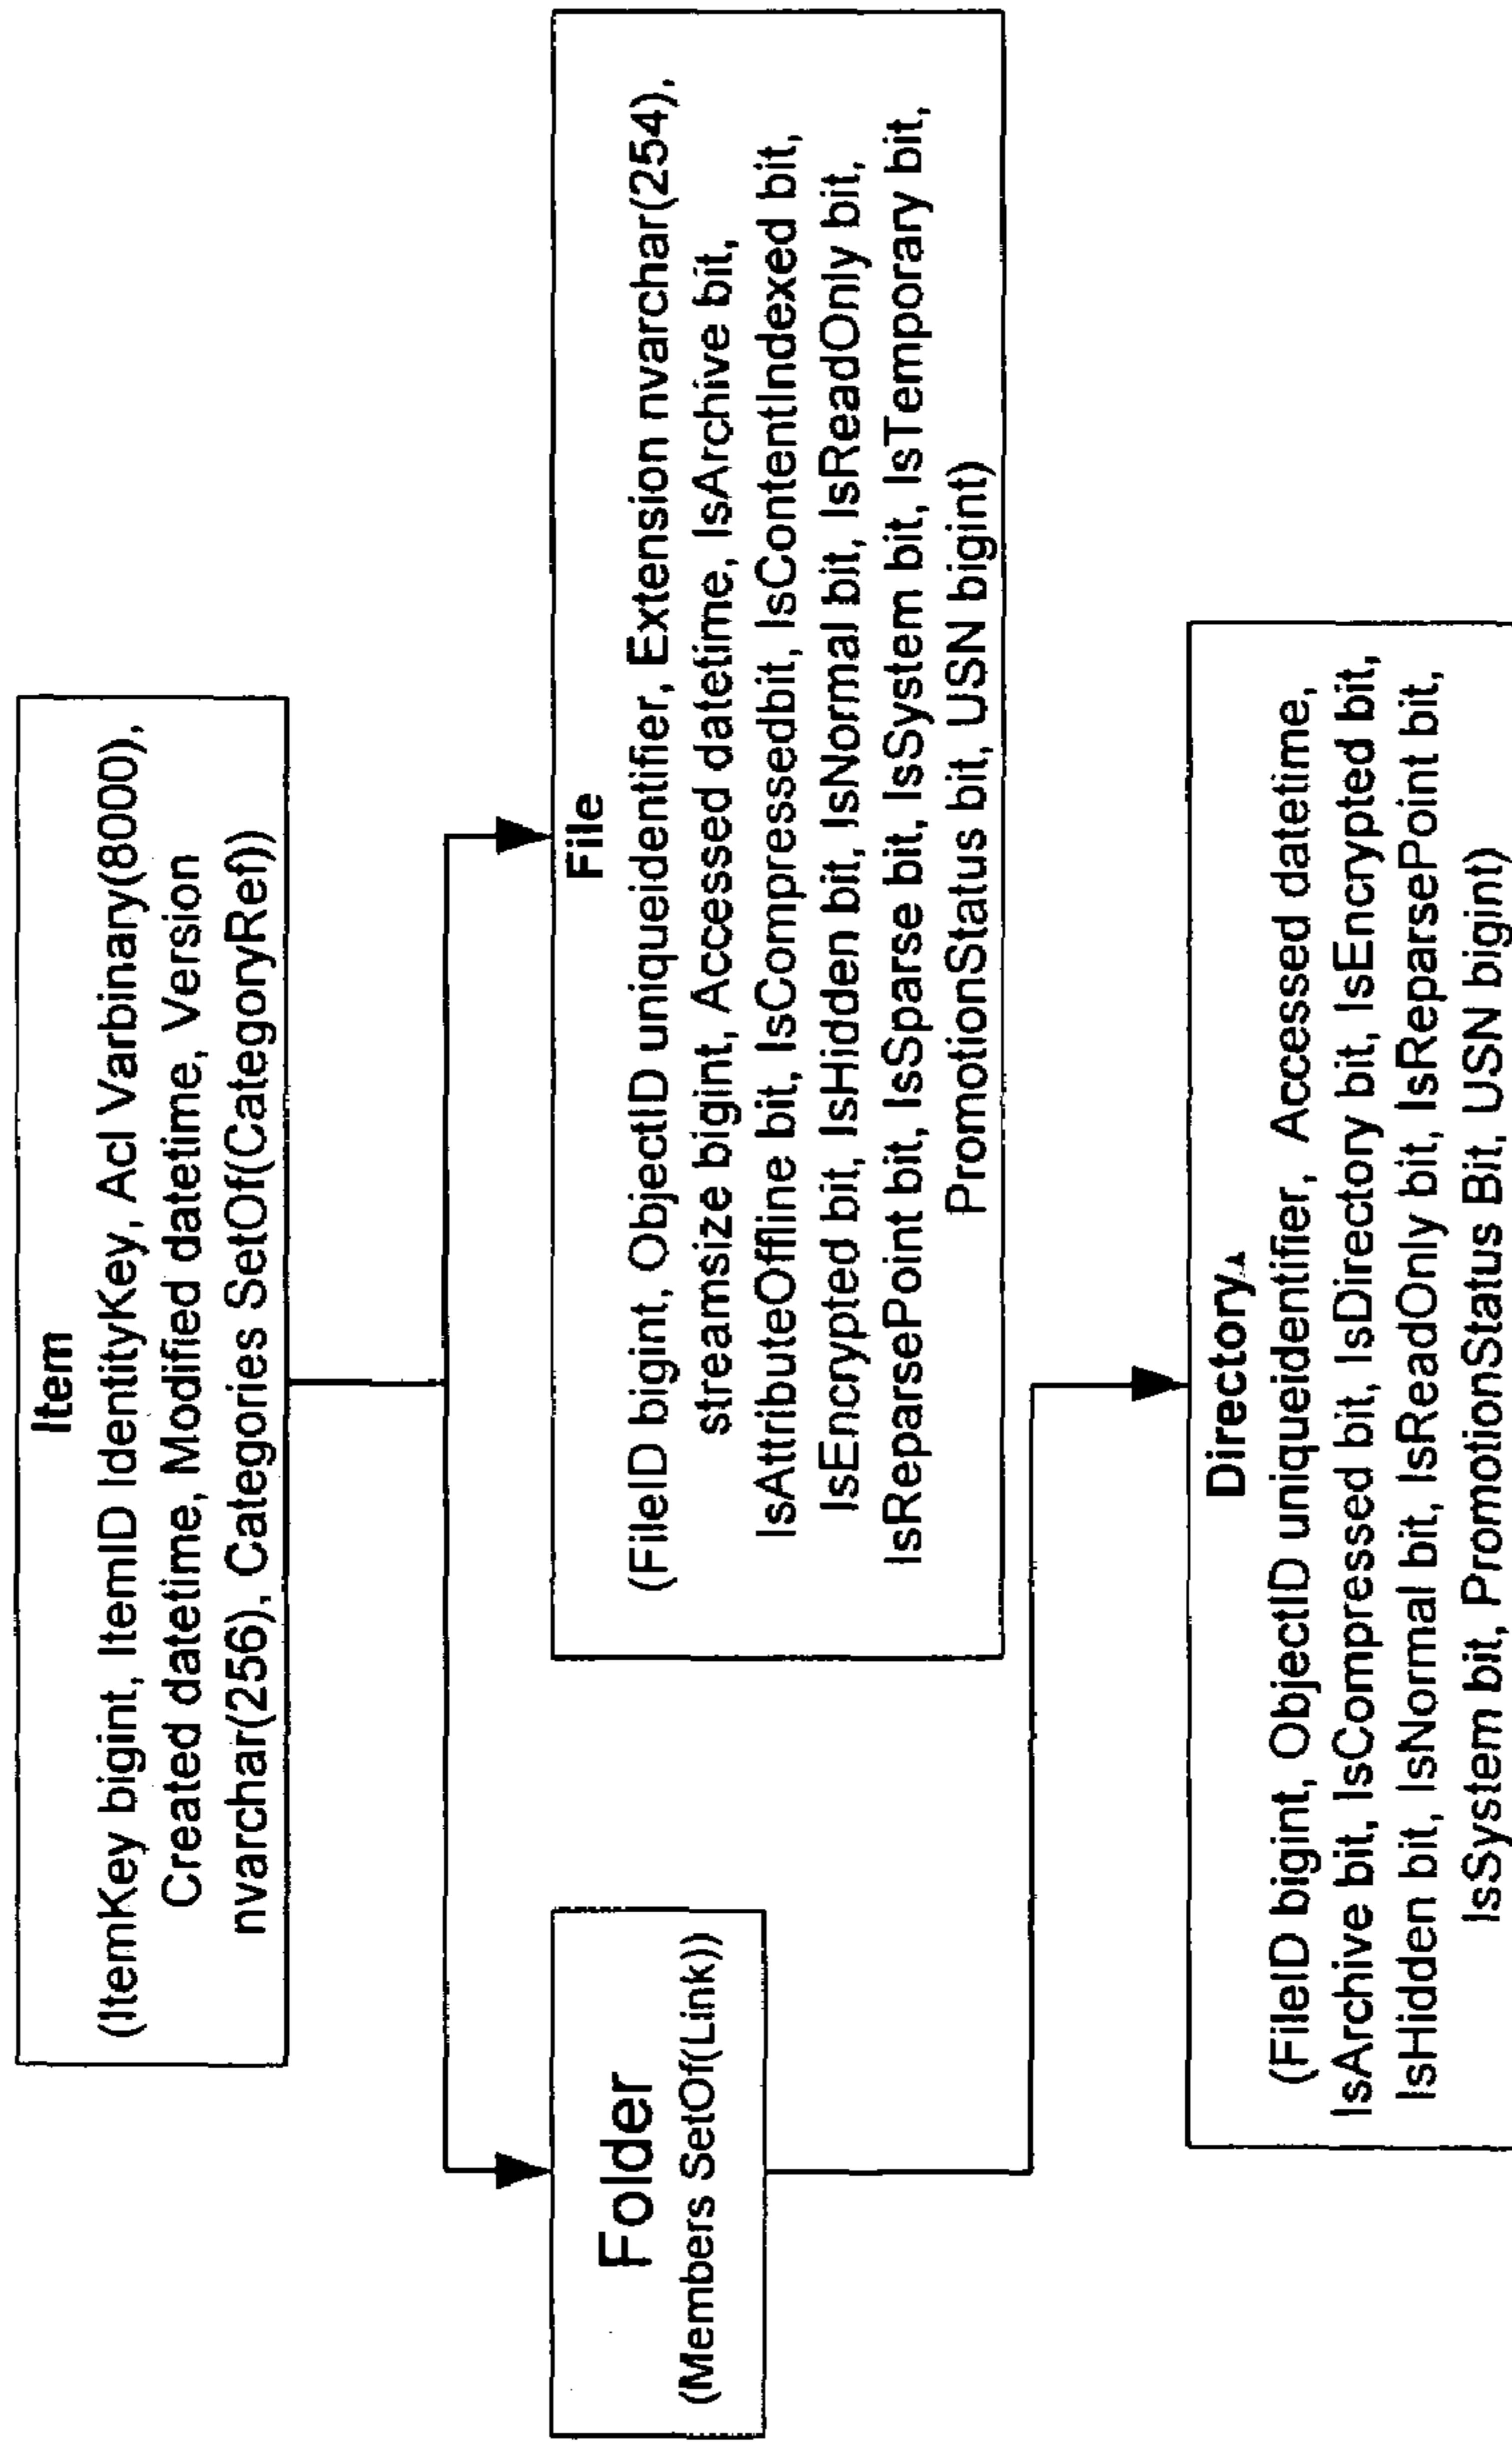 Item
(ItemKey bigint, ItemID IdentityKey, Acl Varbinary(8000),
Created datetime, Modified datetime, Version
nvarchar(256), Categories SetOf(CategoryRef))
Folder
(Members SetOf(Link))
File
(FileID bigint, ObjectID uniqueidentifier, Extension nvarchar(254),
streamsize bigint, Accessed datetime, IsArchive bit,
IsAttributeOffline bit, IsCompressedbit, IsContentIndexed bit,
IsEncrypted bit, IsHidden bit, IsNormal bit, IsReadOnly bit,
IsReparsePoint bit, IsSparse bit, IsSystem bit, IsTemporary bit,
PromotionStatus bit, USN bigint)
Directory
(FileID bigint, ObjectID uniqueidentifier, Accessed datetime,
IsArchive bit, IsCompressed bit, IsDirectory bit, IsEncrypted bit,
IsHidden bit, IsNormal bit, IsReadOnly bit, IsReparsePoint bit,
IsSystem bit, PromotionStatus Bit, USN bigint)